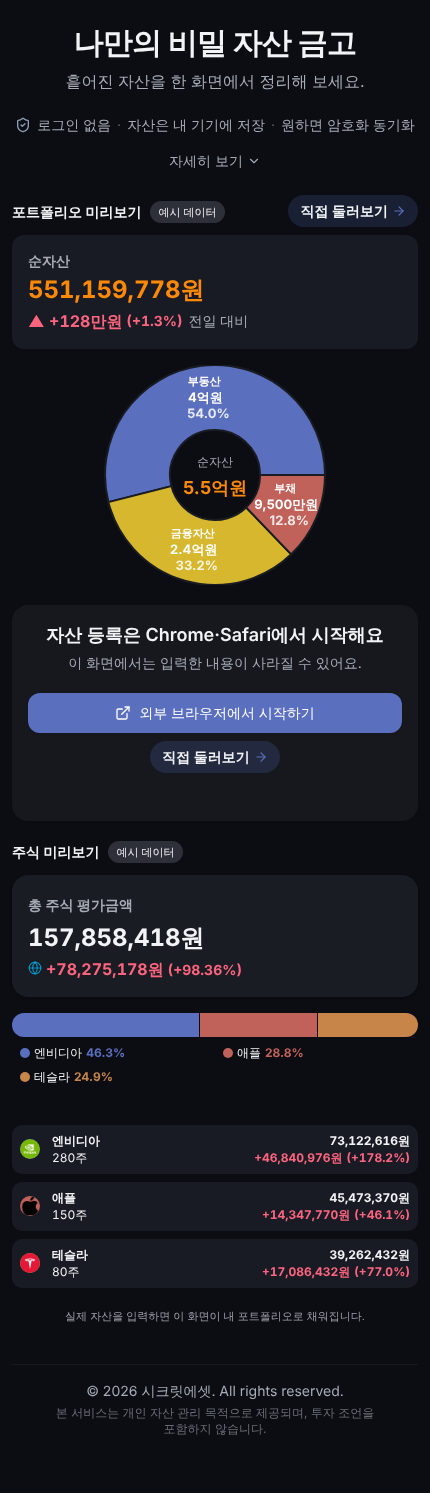 나만의 비밀 자산 금고
흩어진 자산을 한 화면에서 정리해 보세요.
로그인 없음 · 자산은 내 기기에 저장 · 원하면 암호화 동기화
자세히 보기
포트폴리오 미리보기 예시 데이터 직접 둘러보기 →
순자산
551,159,778원
▲ +128만원 (+1.3%) 전일 대비
부동산
4억원
54.0%
순자산
5.5억원
부채
9,500만원
12.8%
금융자산
2.4억원
33.2%
자산 등록은 Chrome·Safari에서 시작해요
이 화면에서는 입력한 내용이 사라질 수 있어요.
외부 브라우저에서 시작하기
직접 둘러보기 →
주식 미리보기 예시 데이터
총 주식 평가금액
157,858,418원
+78,275,178원 (+98.36%)
엔비디아 46.3% 애플 28.8%
테슬라 24.9%
엔비디아 73,122,616원
280주 +46,840,976원 (+178.2%)
애플 45,473,370원
150주 +14,347,770원 (+46.1%)
테슬라 39,262,432원
80주 +17,086,432원 (+77.0%)
실제 자산을 입력하면 이 화면이 내 포트폴리오로 채워집니다.
© 2026 시크릿에셋. All rights reserved.
본 서비스는 개인 자산 관리 목적으로 제공되며, 투자 조언을
포함하지 않습니다.